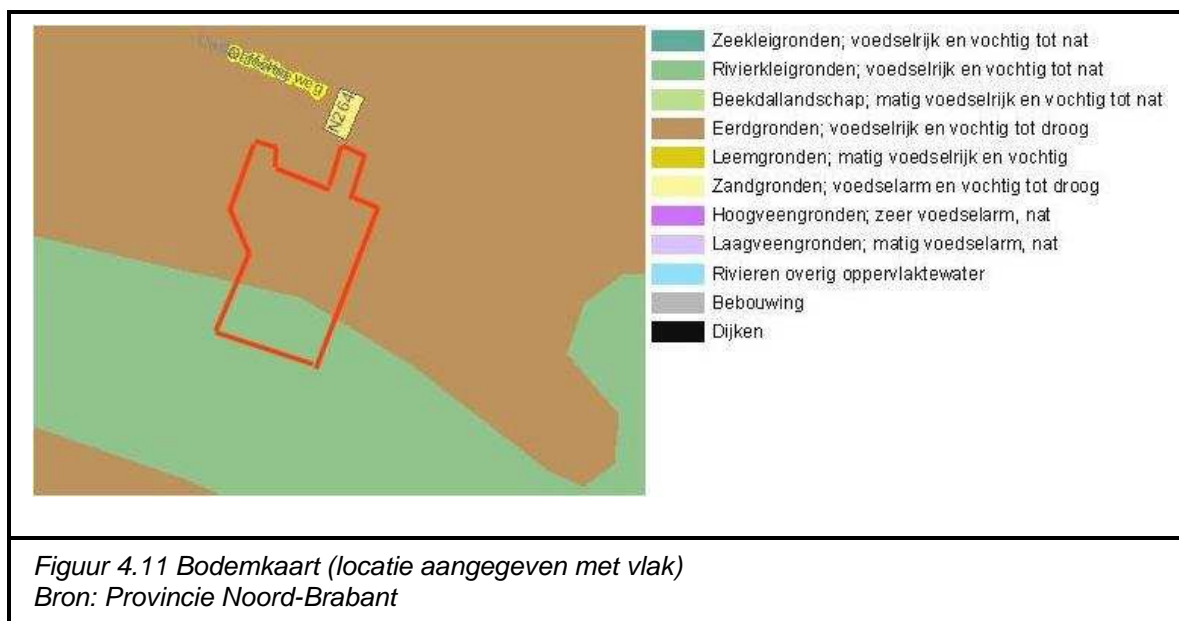 weg
N264
Zeekleigronden; voedselrijk en vochtig tot nat
Rivierkleigronden; voedselrijk en vochtig tot nat
Beekdallandschap; matig voedselrijk en vochtig tot nat
Eerdgronden; voedselrijk en vochtig tot droog
Leemgronden; matig voedselrijk en vochtig
Zandgronden; voedselarm en vochtig tot droog
Hoogveengronden; zeer voedselarm, nat
Laagveengronden; matig voedselarm, nat
Rivieren overig oppervlaktewater
Bebouwing
Dijken
Figuur 4.11 Bodemkaart (locatie aangegeven met vlak)
Bron: Provincie Noord-Brabant